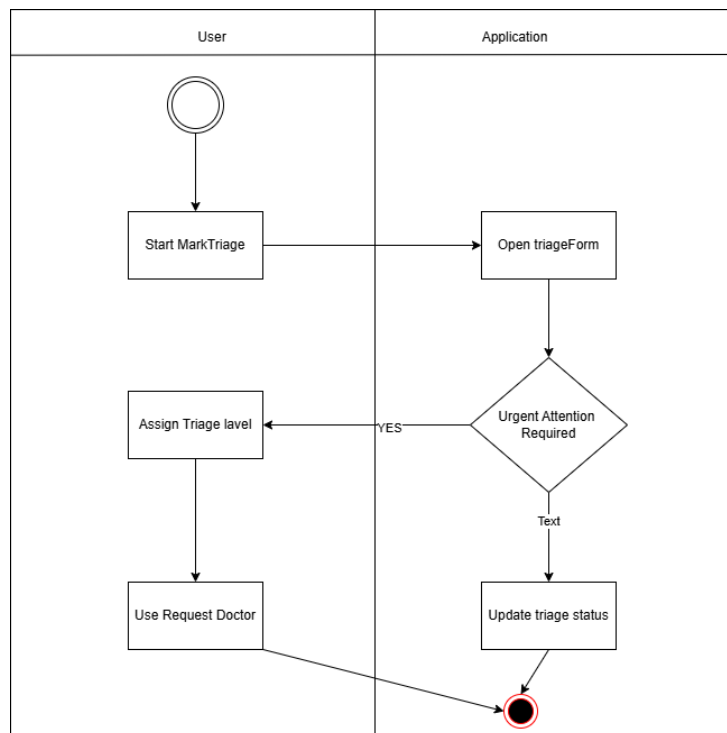 User
Application
Start MarkTriage
Open triageForm
Assign Triage lavel
YES
Urgent Attention
Required
Text
Use Request Doctor
Update triage status